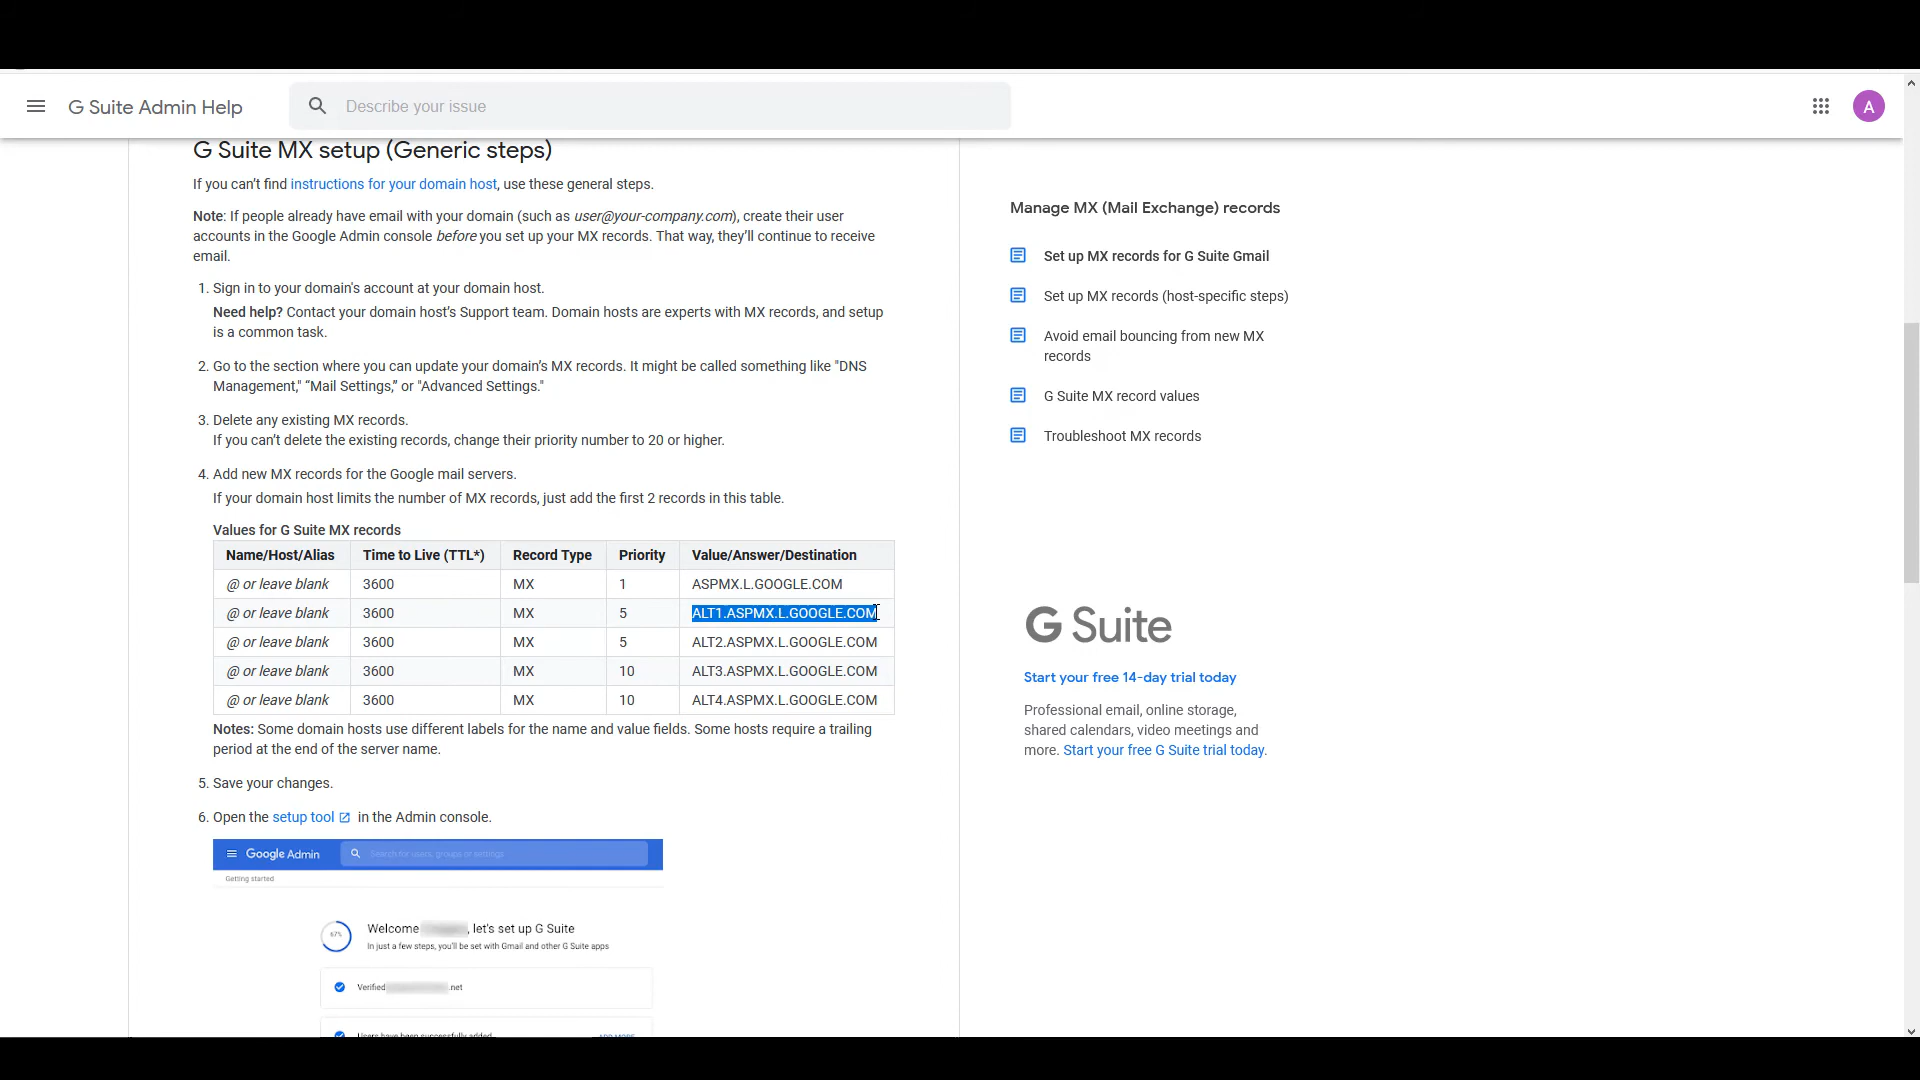 G Suite Admin Help
Describe your issue
A
G Suite MX setup (Generic steps)
If you can't find instructions for your domain host, use these general steps.
Note: If people already have email with your domain (such as user@your-company.com), create their user
accounts in the Google Admin console before you set up your MX records. That way, they'll continue to receive
email.
1. Sign in to your domain's account at your domain host.
Need help? Contact your domain host's Support team. Domain hosts are experts with MX records, and setup
is a common task.
2. Go to the section where you can update your domain's MX records. It might be called something like "DNS
Management," “Mail Settings,” or "Advanced Settings."
3. Delete any existing MX records.
If you can't delete the existing records, change their priority number to 20 or higher.
4. Add new MX records for the Google mail servers.
If your domain host limits the number of MX records, just add the first 2 records in this table.
Values for G Suite MX records
Name/Host/Alias Time to Live (TTL*) Record Type Priority Value/Answer/Destination
@ or leave blank 3600 MX 1 ASPMX.L.GOOGLE.COM
@ or leave blank 3600 MX 5 ALT1.ASPMX.L.GOOGLE.COM
@ or leave blank 3600 MX 5 ALT2.ASPMX.L.GOOGLE.COM
@ or leave blank 3600 MX 10 ALT3.ASPMX.L.GOOGLE.COM
@ or leave blank 3600 MX 10 ALT4.ASPMX.L.GOOGLE.COM
Notes: Some domain hosts use different labels for the name and value fields. Some hosts require a trailing
period at the end of the server name.
5. Save your changes.
6. Open the setup tool in the Admin console.
Google Admin
Search for users, groups or settings
Getting started
67%
Welcome , let's set up G Suite
In just a few steps, you'll be set with Gmail and other G Suite apps
Verified .net
Users have been successfully added
ADD MORE
Manage MX (Mail Exchange) records
Set up MX records for G Suite Gmail
Set up MX records (host-specific steps)
Avoid email bouncing from new MX
records
G Suite MX record values
Troubleshoot MX records
G Suite
Start your free 14-day trial today
Professional email, online storage,
shared calendars, video meetings and
more. Start your free G Suite trial today.